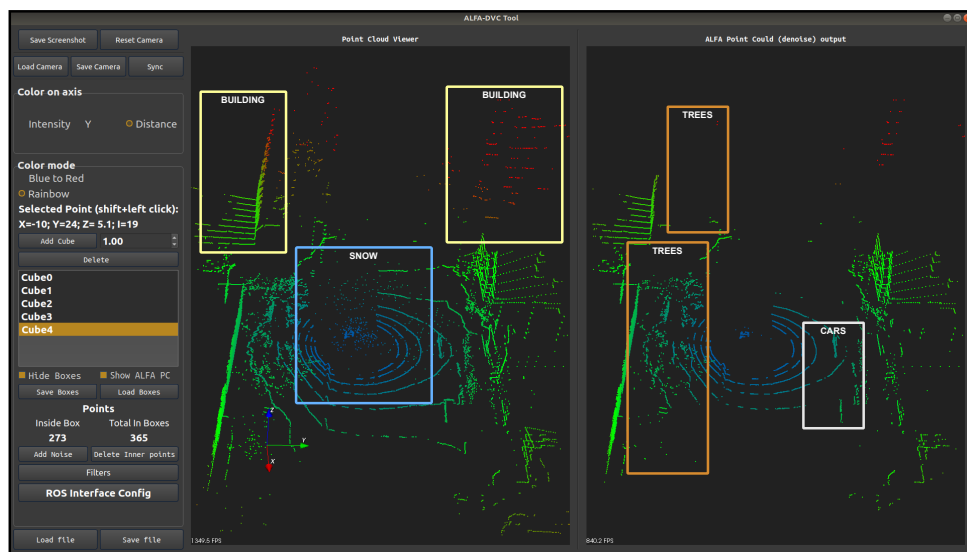 ALFA-DVC Tool
Save Screenshot
Reset Camera
Load Camera
Save Camera
Sync
Color on axis
Intensity
Y
Distance
Color mode
Blue to Red
Rainbow
Selected Point (shift+left click):
X=-10; Y=24; Z= 5.1; I=19
Add Cube
1.00
Delete
Cube0
Cube1
Cube2
Cube3
Cube4
Hide Boxes
Show ALFA PC
Save Boxes
Load Boxes
Points
Inside Box
Total In Boxes
273
365
Add Noise
Delete Inner points
Filters
ROS Interface Config
Load file
Save file
Point Cloud Viewer
BUILDING
BUILDING
SNOW
Z
Y
X
1349.5 FPS
ALFA Point Could (denoise) output
TREES
TREES
CARS
840.2 FPS